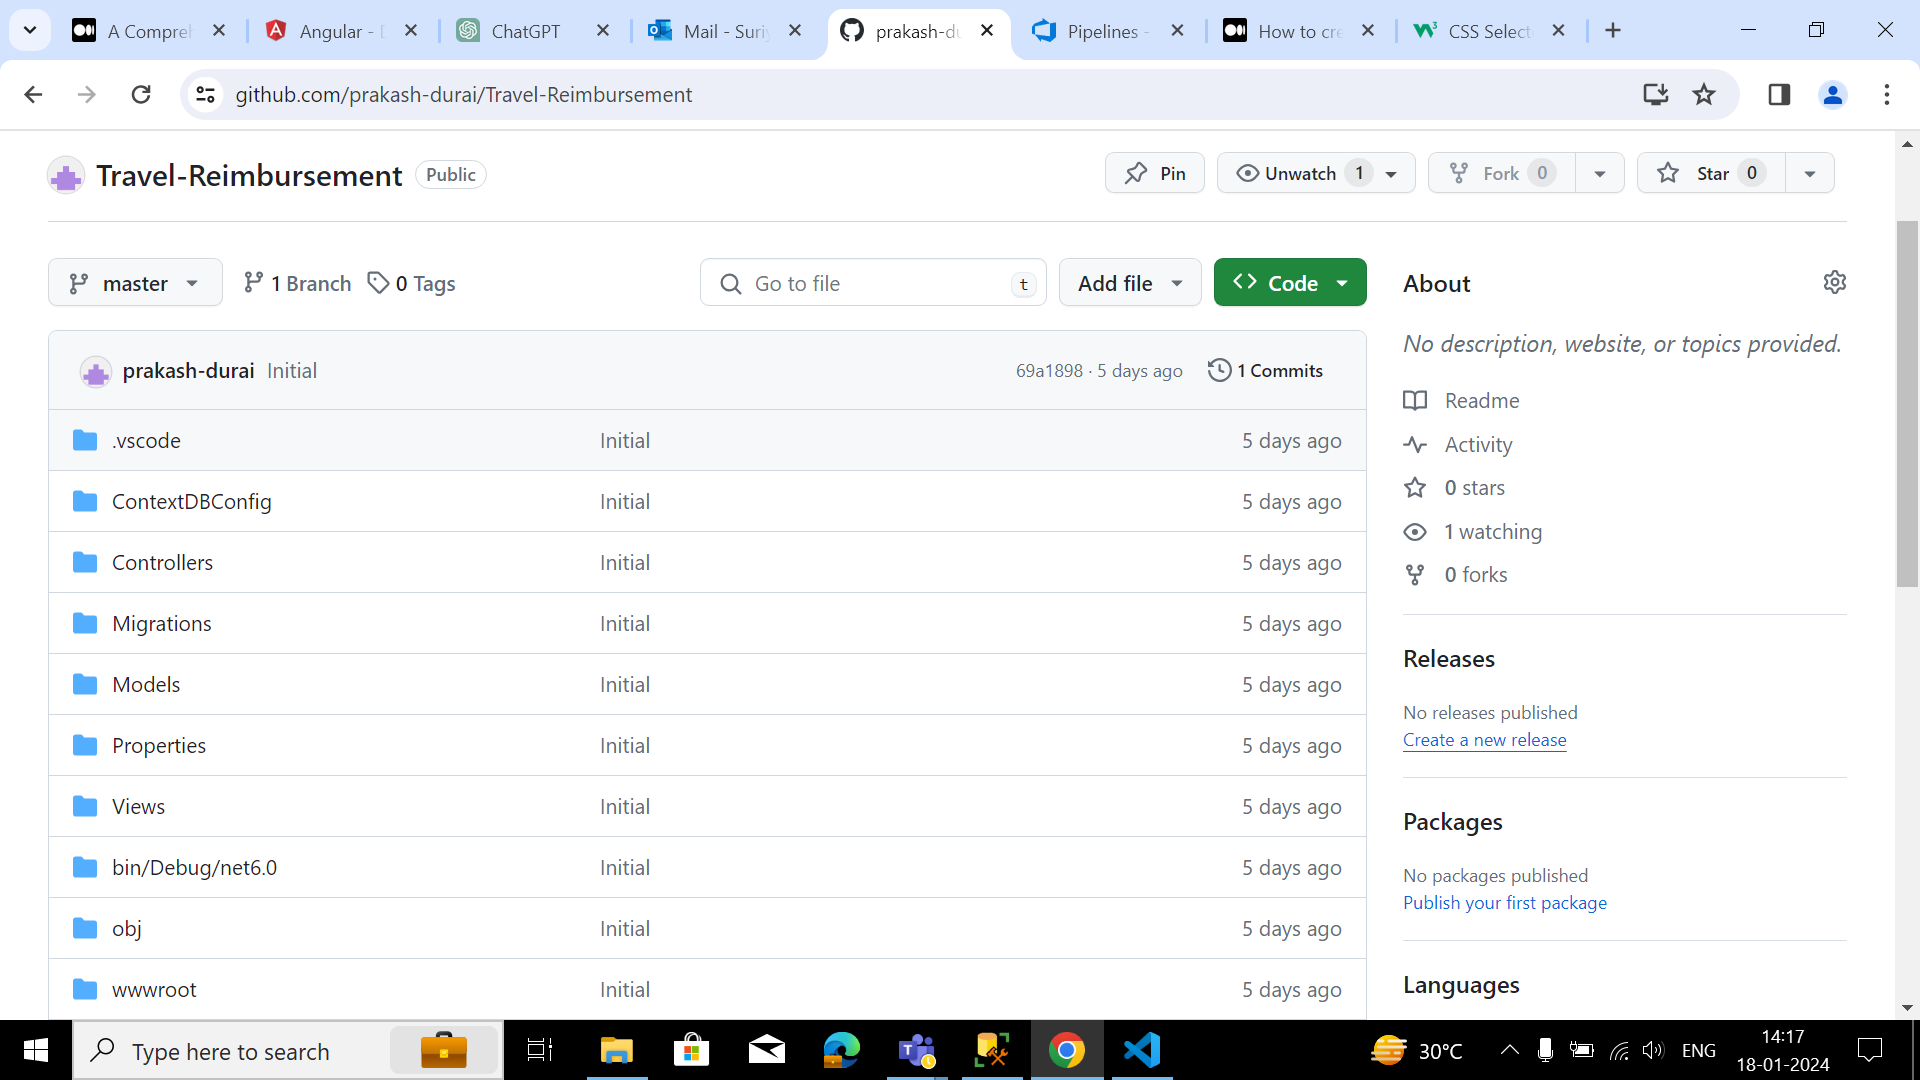 A Compreh
Angular - D
ChatGPT
Mail - Suriy
prakash-du
Pipelines -
How to cre
CSS Select
github.com/prakash-durai/Travel-Reimbursement
Travel-Reimbursement Public
Pin
Unwatch 1
Fork 0
Star 0
master
1 Branch
0 Tags
Go to file t
Add file
Code
About
No description, website, or topics provided.
prakash-durai Initial 69a1898 · 5 days ago 1 Commits
.vscode Initial 5 days ago
ContextDBConfig Initial 5 days ago
Controllers Initial 5 days ago
Migrations Initial 5 days ago
Models Initial 5 days ago
Properties Initial 5 days ago
Views Initial 5 days ago
bin/Debug/net6.0 Initial 5 days ago
obj Initial 5 days ago
wwwroot Initial 5 days ago
Readme
Activity
0 stars
1 watching
0 forks
Releases
No releases published
Create a new release
Packages
No packages published
Publish your first package
Languages
Type here to search
30°C
ENG
14:17
18-01-2024